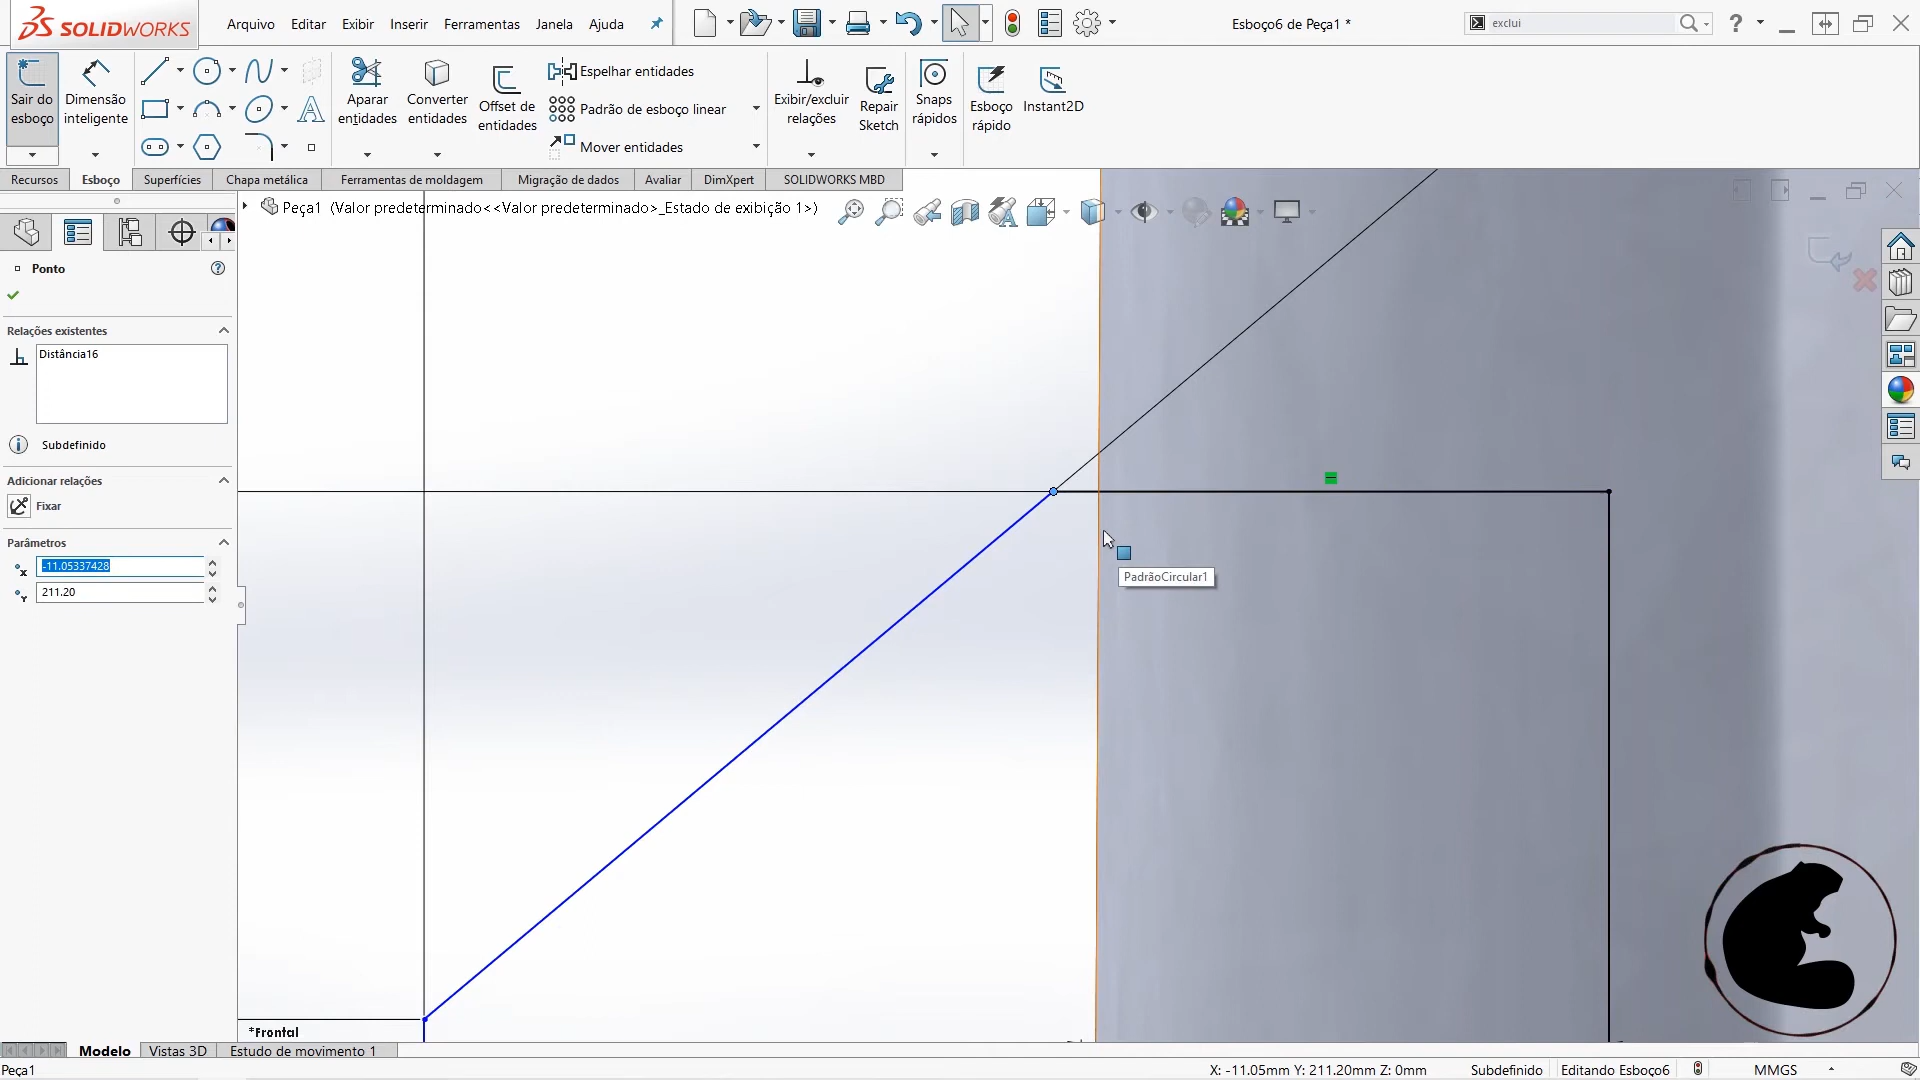 SOLIDWORKS
Arquivo Editar Exibir Inserir Ferramentas Janela Ajuda
Esboço6 de Peça1 *
exclui
?
Sair do esboço
Dimensão inteligente
Aparar entidades
Converter entidades
Offset de entidades
Espelhar entidades
Padrão de esboço linear
Mover entidades
Exibir/excluir relações
Repair Sketch
Snaps rápidos
Esboço rápido
Instant2D
Recursos Esboço Superfícies Chapa metálica Ferramentas de moldagem Migração de dados Avaliar DimXpert SOLIDWORKS MBD
Peça1 (Valor predeterminado<<Valor predeterminado>_Estado de exibição 1>)
Ponto
Relações existentes
Distância16
Subdefinido
Adicionar relações
Fixar
Parâmetros
-11.05337428
211.20
PadrãoCircular1
*Frontal
Modelo Vistas 3D Estudo de movimento 1
Peça1
X: -11.05mm Y: 211.20mm Z: 0mm
Subdefinido
Editando Esboço6
MMGS